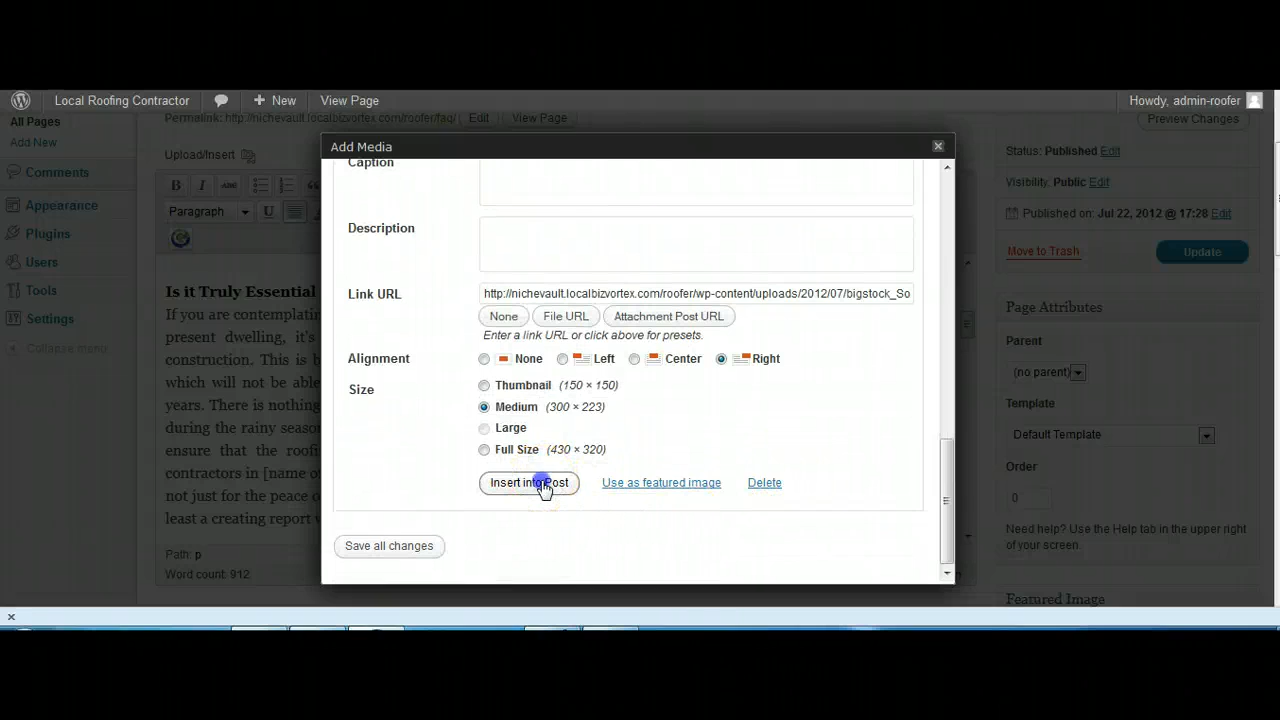 Local Roofing Contractor
New
View Page
Howdy, admin-roofer
All Pages
Add New
Comments
Appearance
Plugins
Users
Tools
Settings
Collapse menu
Permalink: http://nichevault.localbizvortex.com/roofer/faq/ Edit View Page
Upload/Insert
B I ABC
Paragraph U
Is it Truly Essential
If you are contemplatin
present dwelling, it's
construction. This is h
which will not be able
years. There is nothing
during the rainy seaso
ensure that the roofi
contractors in [name o
not just for the peace o
least a creating report w
Path: p
Word count: 912
Add Media
Caption
Description
Link URL http://nichevault.localbizvortex.com/roofer/wp-content/uploads/2012/07/bigstock_So
None File URL Attachment Post URL
Enter a link URL or click above for presets.
Alignment None Left Center Right
Size
Thumbnail (150 × 150)
Medium (300 × 223)
Large
Full Size (430 × 320)
Insert into Post Use as featured image Delete
Save all changes
Preview Changes
Status: Published Edit
Visibility: Public Edit
Published on: Jul 22, 2012 @ 17:28 Edit
Move to Trash Update
Page Attributes
Parent
(no parent)
Template
Default Template
Order
0
Need help? Use the Help tab in the upper right
of your screen.
Featured Image